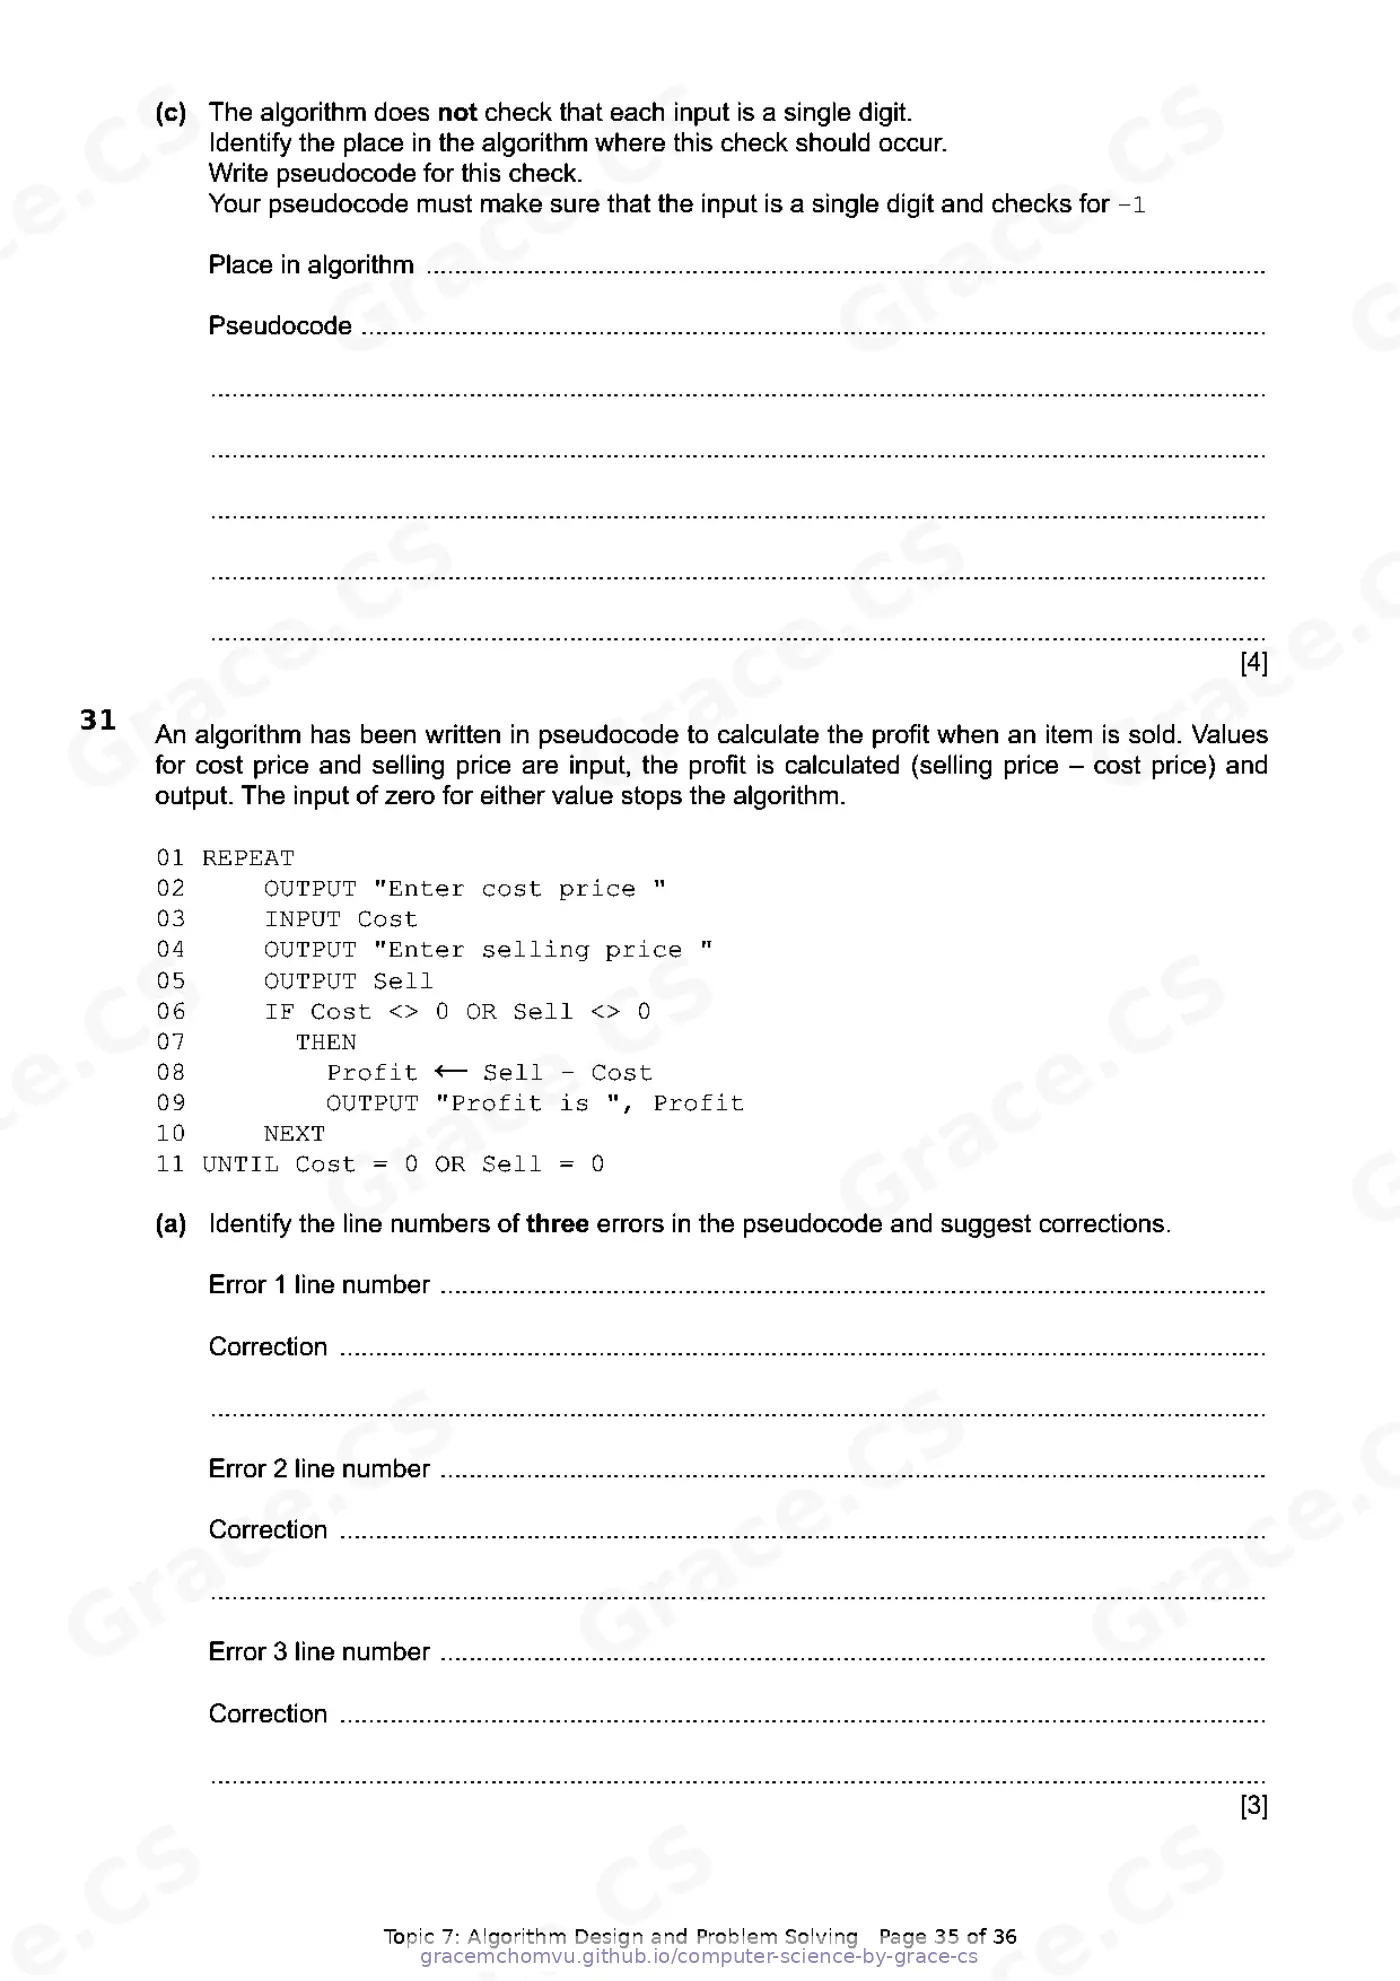 (c) The algorithm does not check that each input is a single digit.
Identify the place in the algorithm where this check should occur.
Write pseudocode for this check.
Your pseudocode must make sure that the input is a single digit and checks for –1
Place in algorithm
Pseudocode
[4]
31
An algorithm has been written in pseudocode to calculate the profit when an item is sold. Values
for cost price and selling price are input, the profit is calculated (selling price – cost price) and
output. The input of zero for either value stops the algorithm.
01 REPEAT
02 OUTPUT "Enter cost price "
03 INPUT Cost
04 OUTPUT "Enter selling price "
05 OUTPUT Sell
06 IF Cost <> 0 OR Sell <> 0
07 THEN
08 Profit ← Sell - Cost
09 OUTPUT "Profit is ", Profit
10 NEXT
11 UNTIL Cost = 0 OR Sell = 0
(a) Identify the line numbers of three errors in the pseudocode and suggest corrections.
Error 1 line number
Correction
Error 2 line number
Correction
Error 3 line number
Correction
[3]
Topic 7: Algorithm Design and Problem Solving Page 35 of 36
gracemchomvu.github.io/computer-science-by-grace-cs
Grace.CS